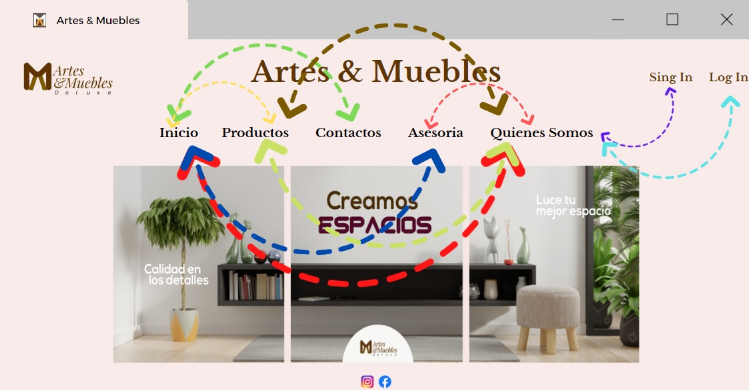 Artes & Muebles
Artes
&Muebles
Deluxe
Artes & Muebles
Sing In
Log In
Inicio
Productos
Contactos
Asesoria
Quienes Somos
Calidad en
los detalles
Creamos
ESPACIOS
Luce tu
mejor espacio
Artes
&Muebles
Deluxe